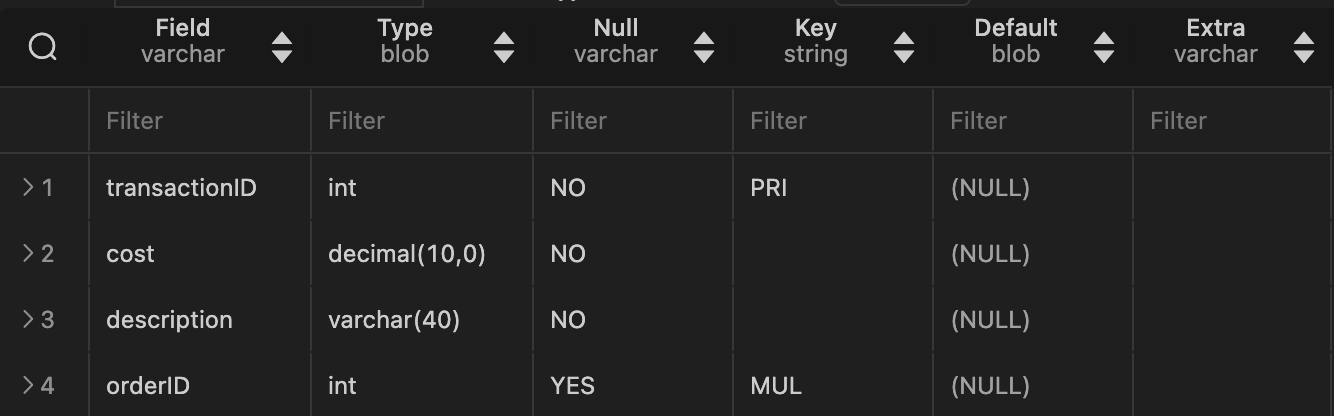 Field Type Null Key Default Extra
varchar blob varchar string blob varchar
Filter Filter Filter Filter Filter Filter
1 transactionID int NO PRI (NULL)
2 cost decimal(10,0) NO (NULL)
3 description varchar(40) NO (NULL)
4 orderID int YES MUL (NULL)